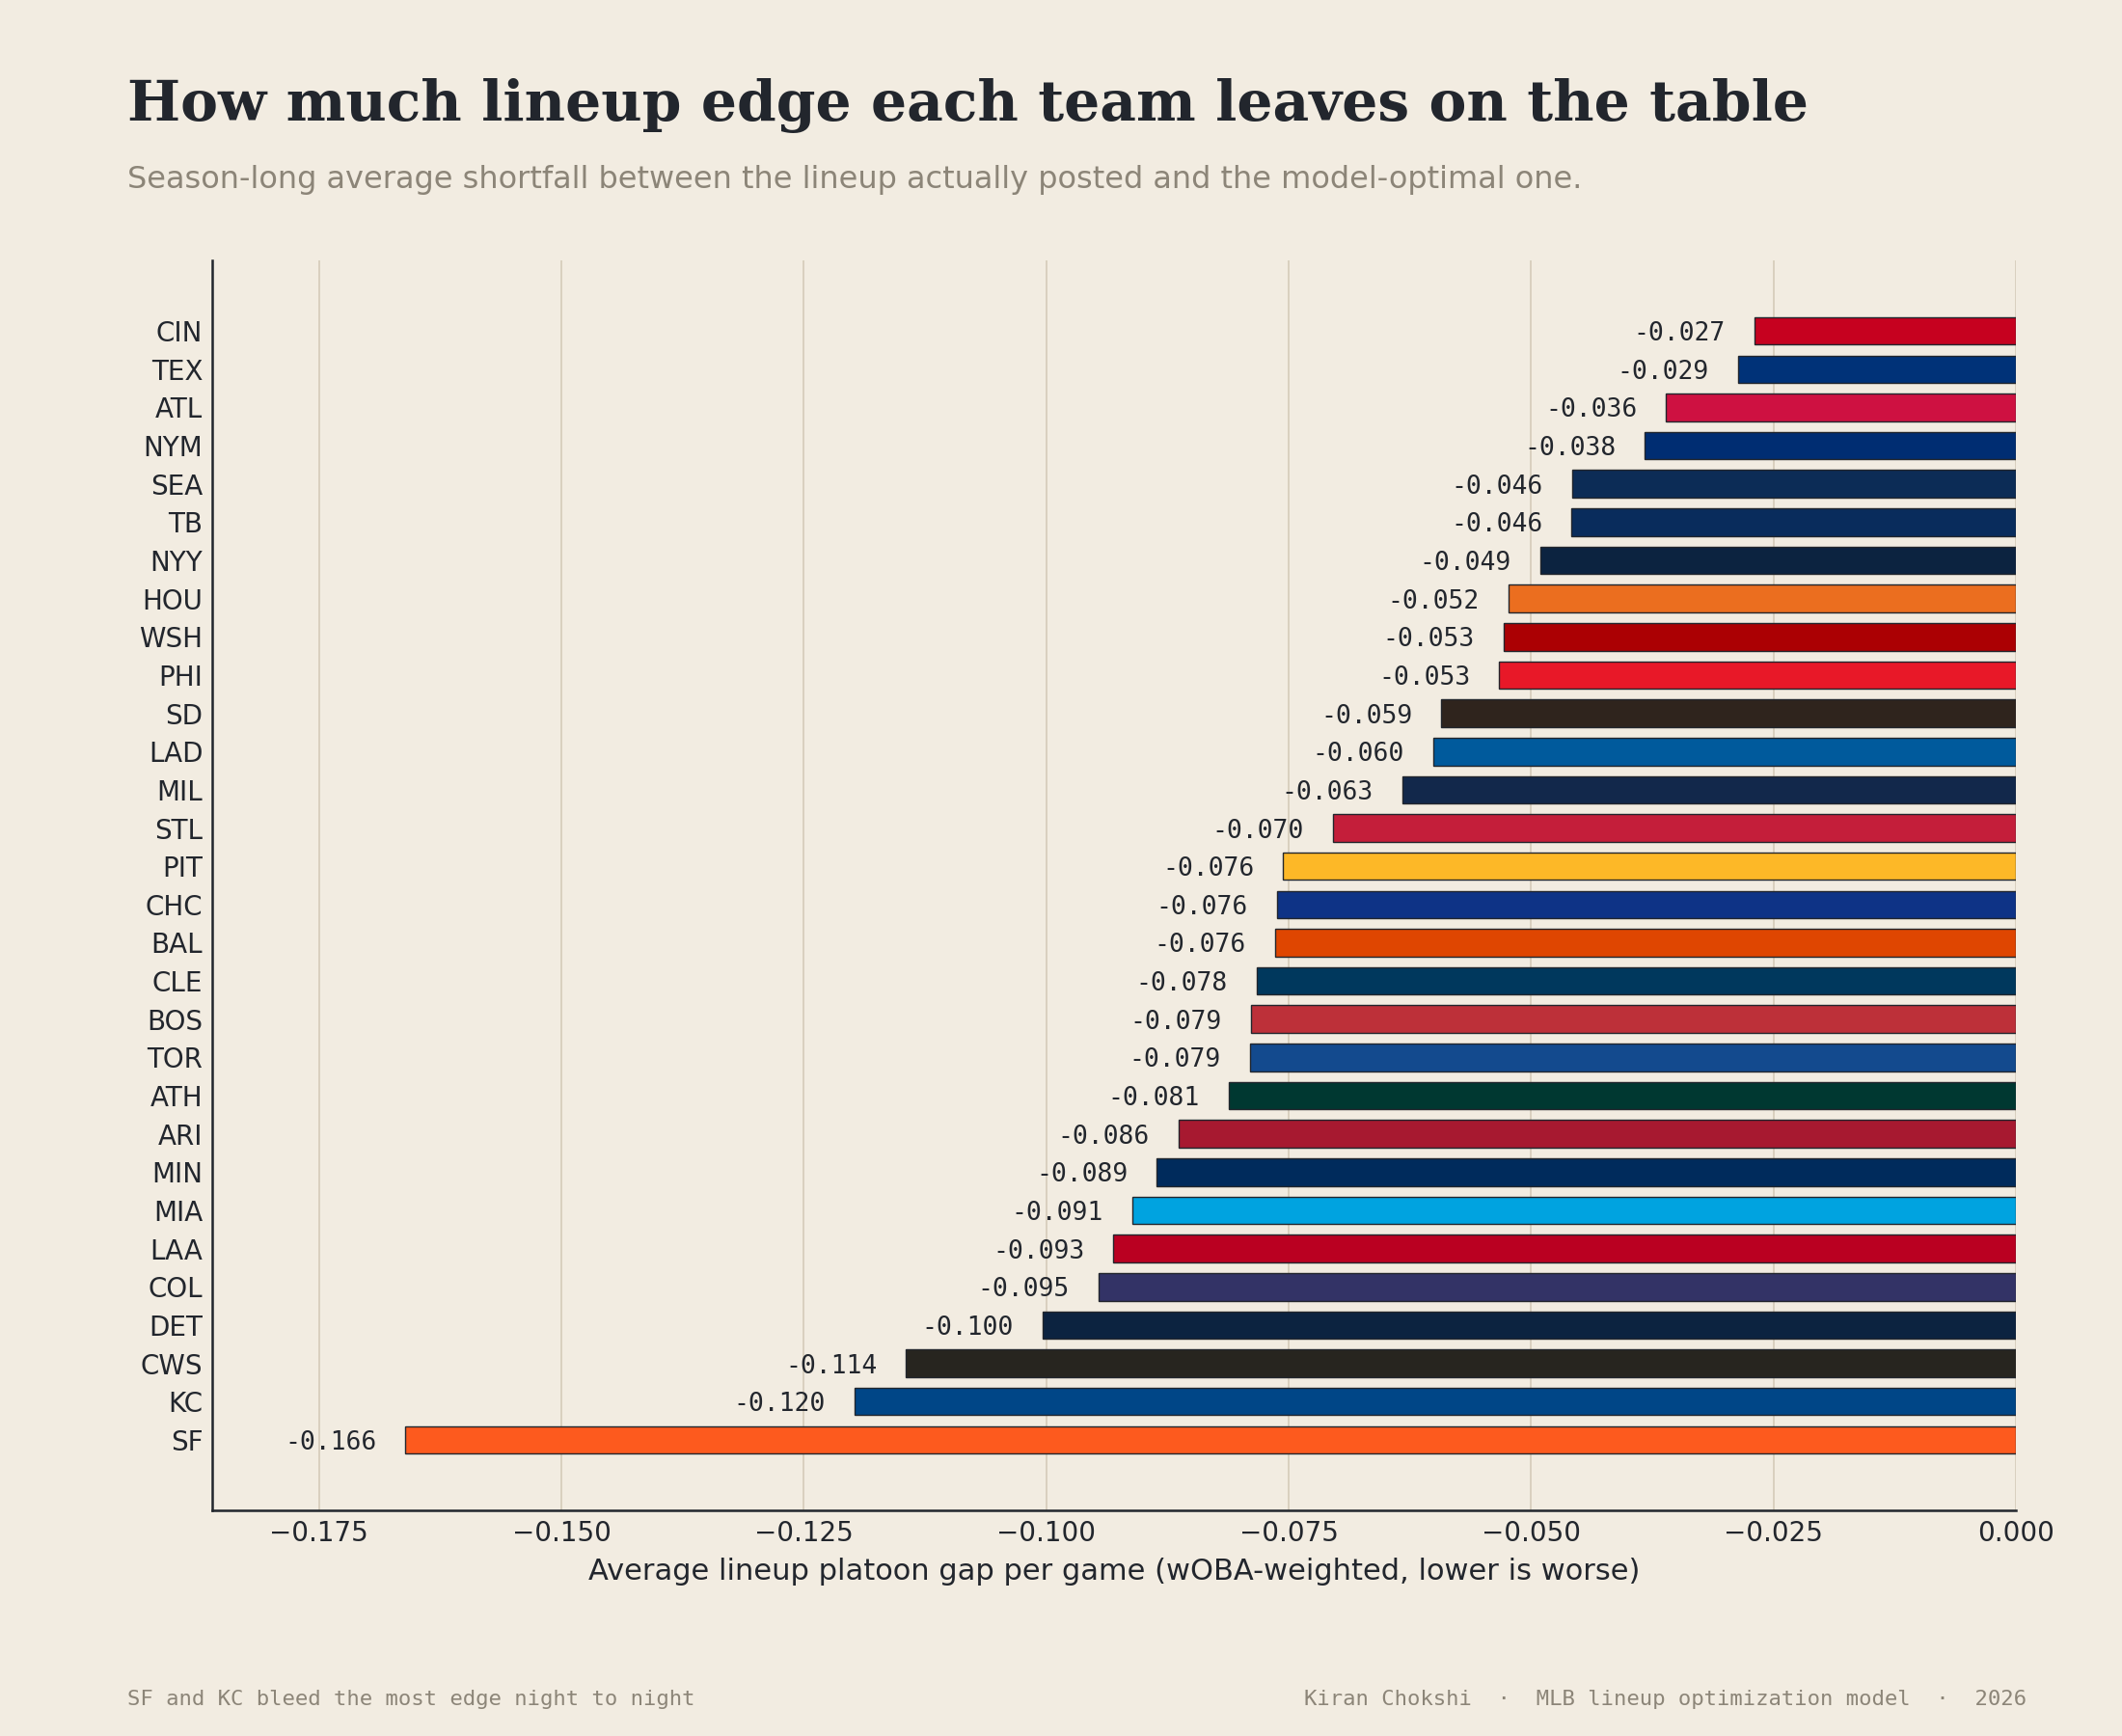 How much lineup edge each team leaves on the table
Season-long average shortfall between the lineup actually posted and the model-optimal one.
CIN -0.027
TEX -0.029
ATL -0.036
NYM -0.038
SEA -0.046
TB -0.046
NYY -0.049
HOU -0.052
WSH -0.053
PHI -0.053
SD -0.059
LAD -0.060
MIL -0.063
STL -0.070
PIT -0.076
CHC -0.076
BAL -0.076
CLE -0.078
BOS -0.079
TOR -0.079
ATH -0.081
ARI -0.086
MIN -0.089
MIA -0.091
LAA -0.093
COL -0.095
DET -0.100
CWS -0.114
KC -0.120
SF -0.166
−0.175 −0.150 −0.125 −0.100 −0.075 −0.050 −0.025 0.000
Average lineup platoon gap per game (wOBA-weighted, lower is worse)
SF and KC bleed the most edge night to night
Kiran Chokshi · MLB lineup optimization model · 2026